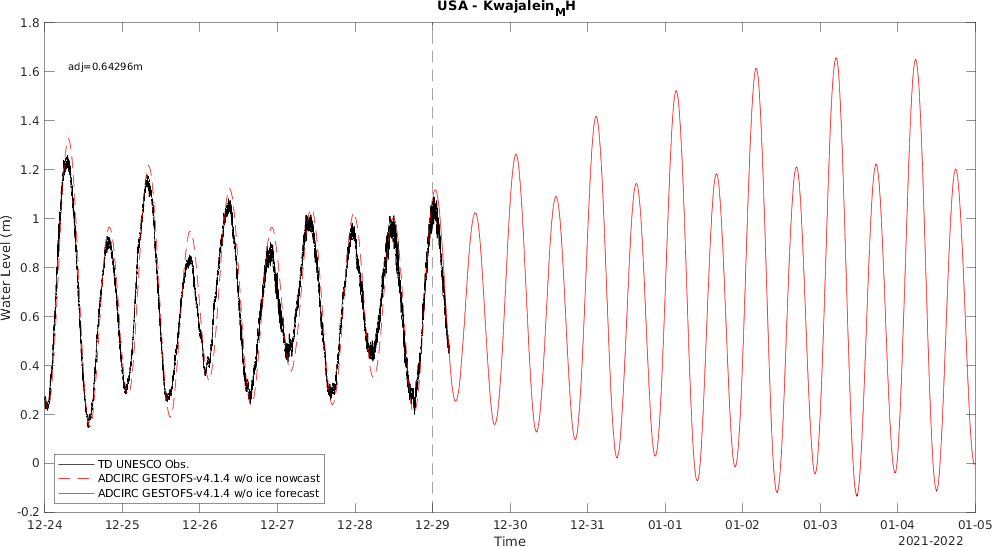 USA - Kwajalein_MH
adj=0.64296m
Water Level (m)
1.8
1.6
1.4
1.2
1
0.8
0.6
0.4
0.2
0
-0.2
TD UNESCO Obs.
ADCIRC GESTOFS-v4.1.4 w/o ice nowcast
ADCIRC GESTOFS-v4.1.4 w/o ice forecast
12-24 12-25 12-26 12-27 12-28 12-29 12-30 12-31 01-01 01-02 01-03 01-04 01-05
Time
2021-2022